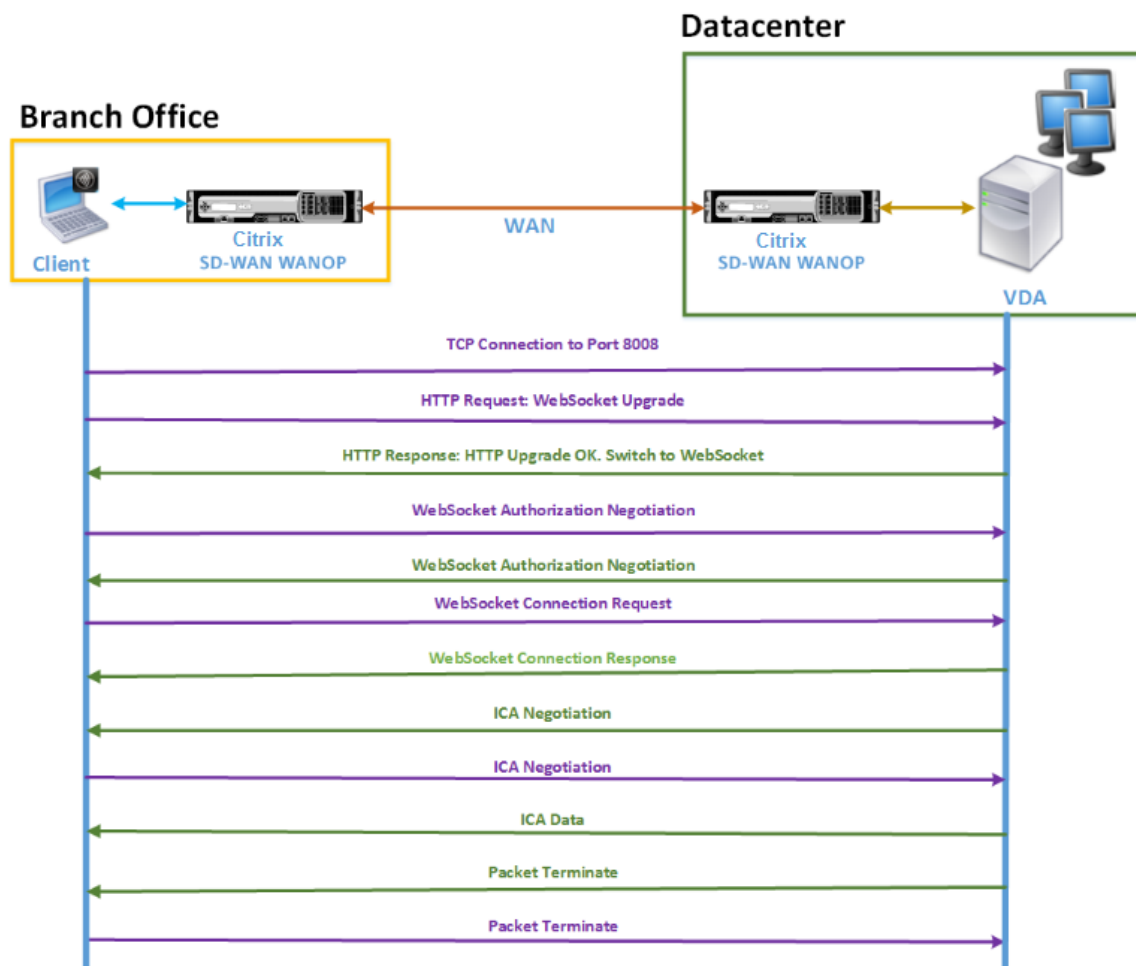 Datacenter
Branch Office
Citrix
SD-WAN WANOP
Client
WAN
Citrix
SD-WAN WANOP
VDA
TCP Connection to Port 8008
HTTP Request: WebSocket Upgrade
HTTP Response: HTTP Upgrade OK. Switch to WebSocket
WebSocket Authorization Negotiation
WebSocket Authorization Negotiation
WebSocket Connection Request
WebSocket Connection Response
ICA Negotiation
ICA Negotiation
ICA Data
Packet Terminate
Packet Terminate